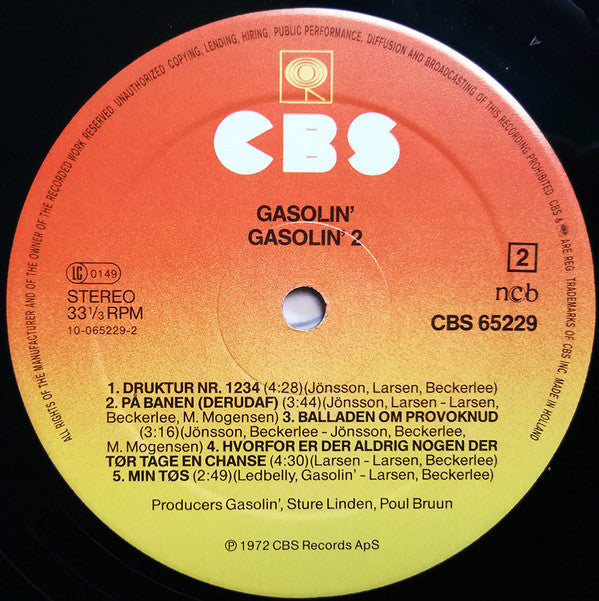 ALL RIGHTS OF THE MANUFACTURER AND OF THE OWNER OF THE RECORDED WORK RESERVED. UNAUTHORIZED COPYING, LENDING, HIRING, PUBLIC PERFORMANCE, DIFFUSION AND BROADCASTING OF THIS RECORDING PROHIBITED. CBS & ARE REG. TRADEMARKS OF CBS INC. MADE IN HOLLAND
CBS
GASOLIN'
GASOLIN' 2
2
LC 0149
ncb
STEREO
33 1/3 RPM
CBS 65229
10-065229-2
1. DRUKTUR NR. 1234 (4:28)(Jönsson, Larsen, Beckerlee)
2. PÅ BANEN (DERUDAF) (3:44)(Jönsson, Larsen - Larsen,
Beckerlee, M. Mogensen) 3. BALLADEN OM PROVOKNUD
(3:16)(Jönsson, Beckerlee - Jönsson, Beckerlee,
M. Mogensen) 4. HVORFOR ER DER ALDRIG NOGEN DER
TØR TAGE EN CHANSE (4:30)(Larsen - Larsen, Beckerlee)
5. MIN TØS (2:49)(Ledbelly, Gasolin' - Larsen, Beckerlee)
Producers Gasolin', Sture Linden, Poul Bruun
℗ 1972 CBS Records ApS